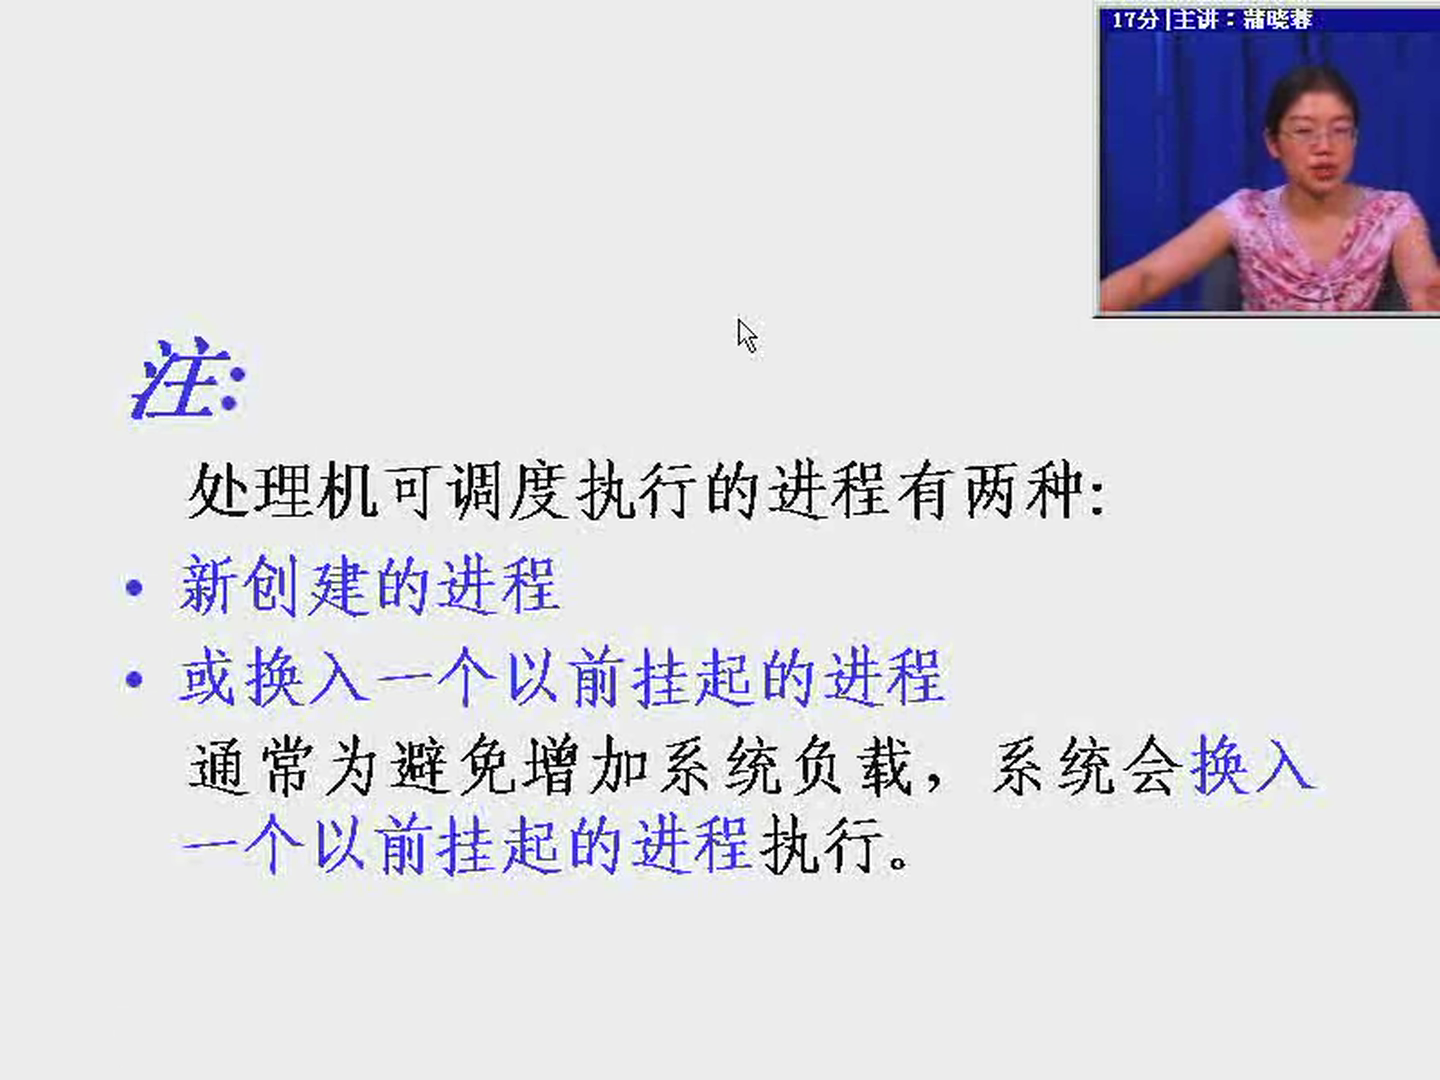 17分|主讲：蒲晓蓉
注:
处理机可调度执行的进程有两种:
• 新创建的进程
• 或换入一个以前挂起的进程
通常为避免增加系统负载，系统会换入
一个以前挂起的进程执行。